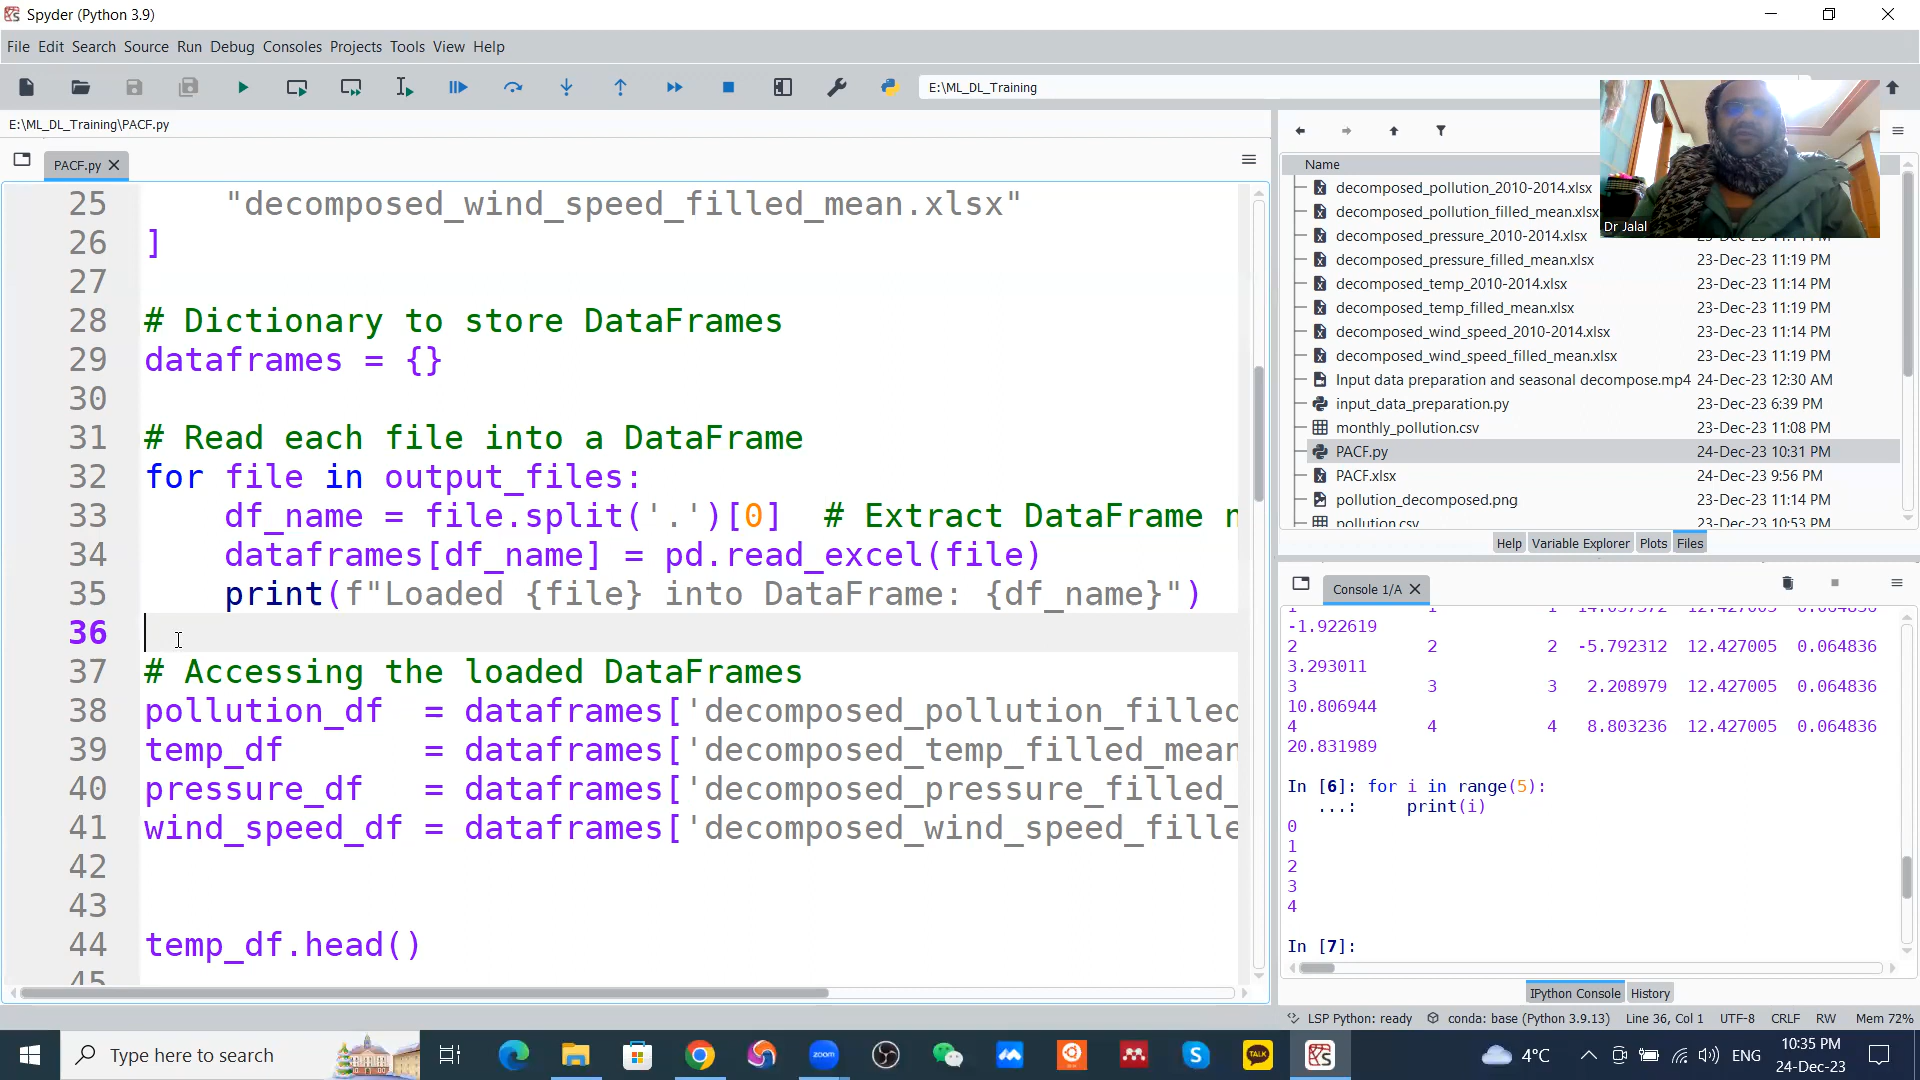 Spyder (Python 3.9)
File Edit Search Source Run Debug Consoles Projects Tools View Help
E:\ML_DL_Training
E:\ML_DL_Training\PACF.py
PACF.py
25 "decomposed_wind_speed_filled_mean.xlsx"
26 ]
27
28 # Dictionary to store DataFrames
29 dataframes = {}
30
31 # Read each file into a DataFrame
32 for file in output_files:
33 df_name = file.split('.')[0] # Extract DataFrame
34 dataframes[df_name] = pd.read_excel(file)
35 print(f"Loaded {file} into DataFrame: {df_name}")
36
37 # Accessing the loaded DataFrames
38 pollution_df = dataframes['decomposed_pollution_filled
39 temp_df = dataframes['decomposed_temp_filled_mean
40 pressure_df = dataframes['decomposed_pressure_filled_
41 wind_speed_df = dataframes['decomposed_wind_speed_fille
42
43
44 temp_df.head()
45
Dr Jalal
Name
decomposed_pollution_2010-2014.xlsx
decomposed_pollution_filled_mean.xlsx
decomposed_pressure_2010-2014.xlsx
decomposed_pressure_filled_mean.xlsx 23-Dec-23 11:19 PM
decomposed_temp_2010-2014.xlsx 23-Dec-23 11:14 PM
decomposed_temp_filled_mean.xlsx 23-Dec-23 11:19 PM
decomposed_wind_speed_2010-2014.xlsx 23-Dec-23 11:14 PM
decomposed_wind_speed_filled_mean.xlsx 23-Dec-23 11:19 PM
Input data preparation and seasonal decompose.mp4 24-Dec-23 12:30 AM
input_data_preparation.py 23-Dec-23 6:39 PM
monthly_pollution.csv 23-Dec-23 11:08 PM
PACF.py 24-Dec-23 10:31 PM
PACF.xlsx 24-Dec-23 9:56 PM
pollution_decomposed.png 23-Dec-23 11:14 PM
pollution.csv 23-Dec-23 10:53 PM
Help Variable Explorer Plots Files
Console 1/A
-1.922619
2 2 2 -5.792312 12.427005 0.064836
3.293011
3 3 3 2.208979 12.427005 0.064836
10.806944
4 4 4 8.803236 12.427005 0.064836
20.831989
In [6]: for i in range(5):
...: print(i)
0
1
2
3
4
In [7]:
IPython Console History
LSP Python: ready conda: base (Python 3.9.13) Line 36, Col 1 UTF-8 CRLF RW Mem 72%
Type here to search
zoom
TALK
4°C
ENG
10:35 PM
24-Dec-23